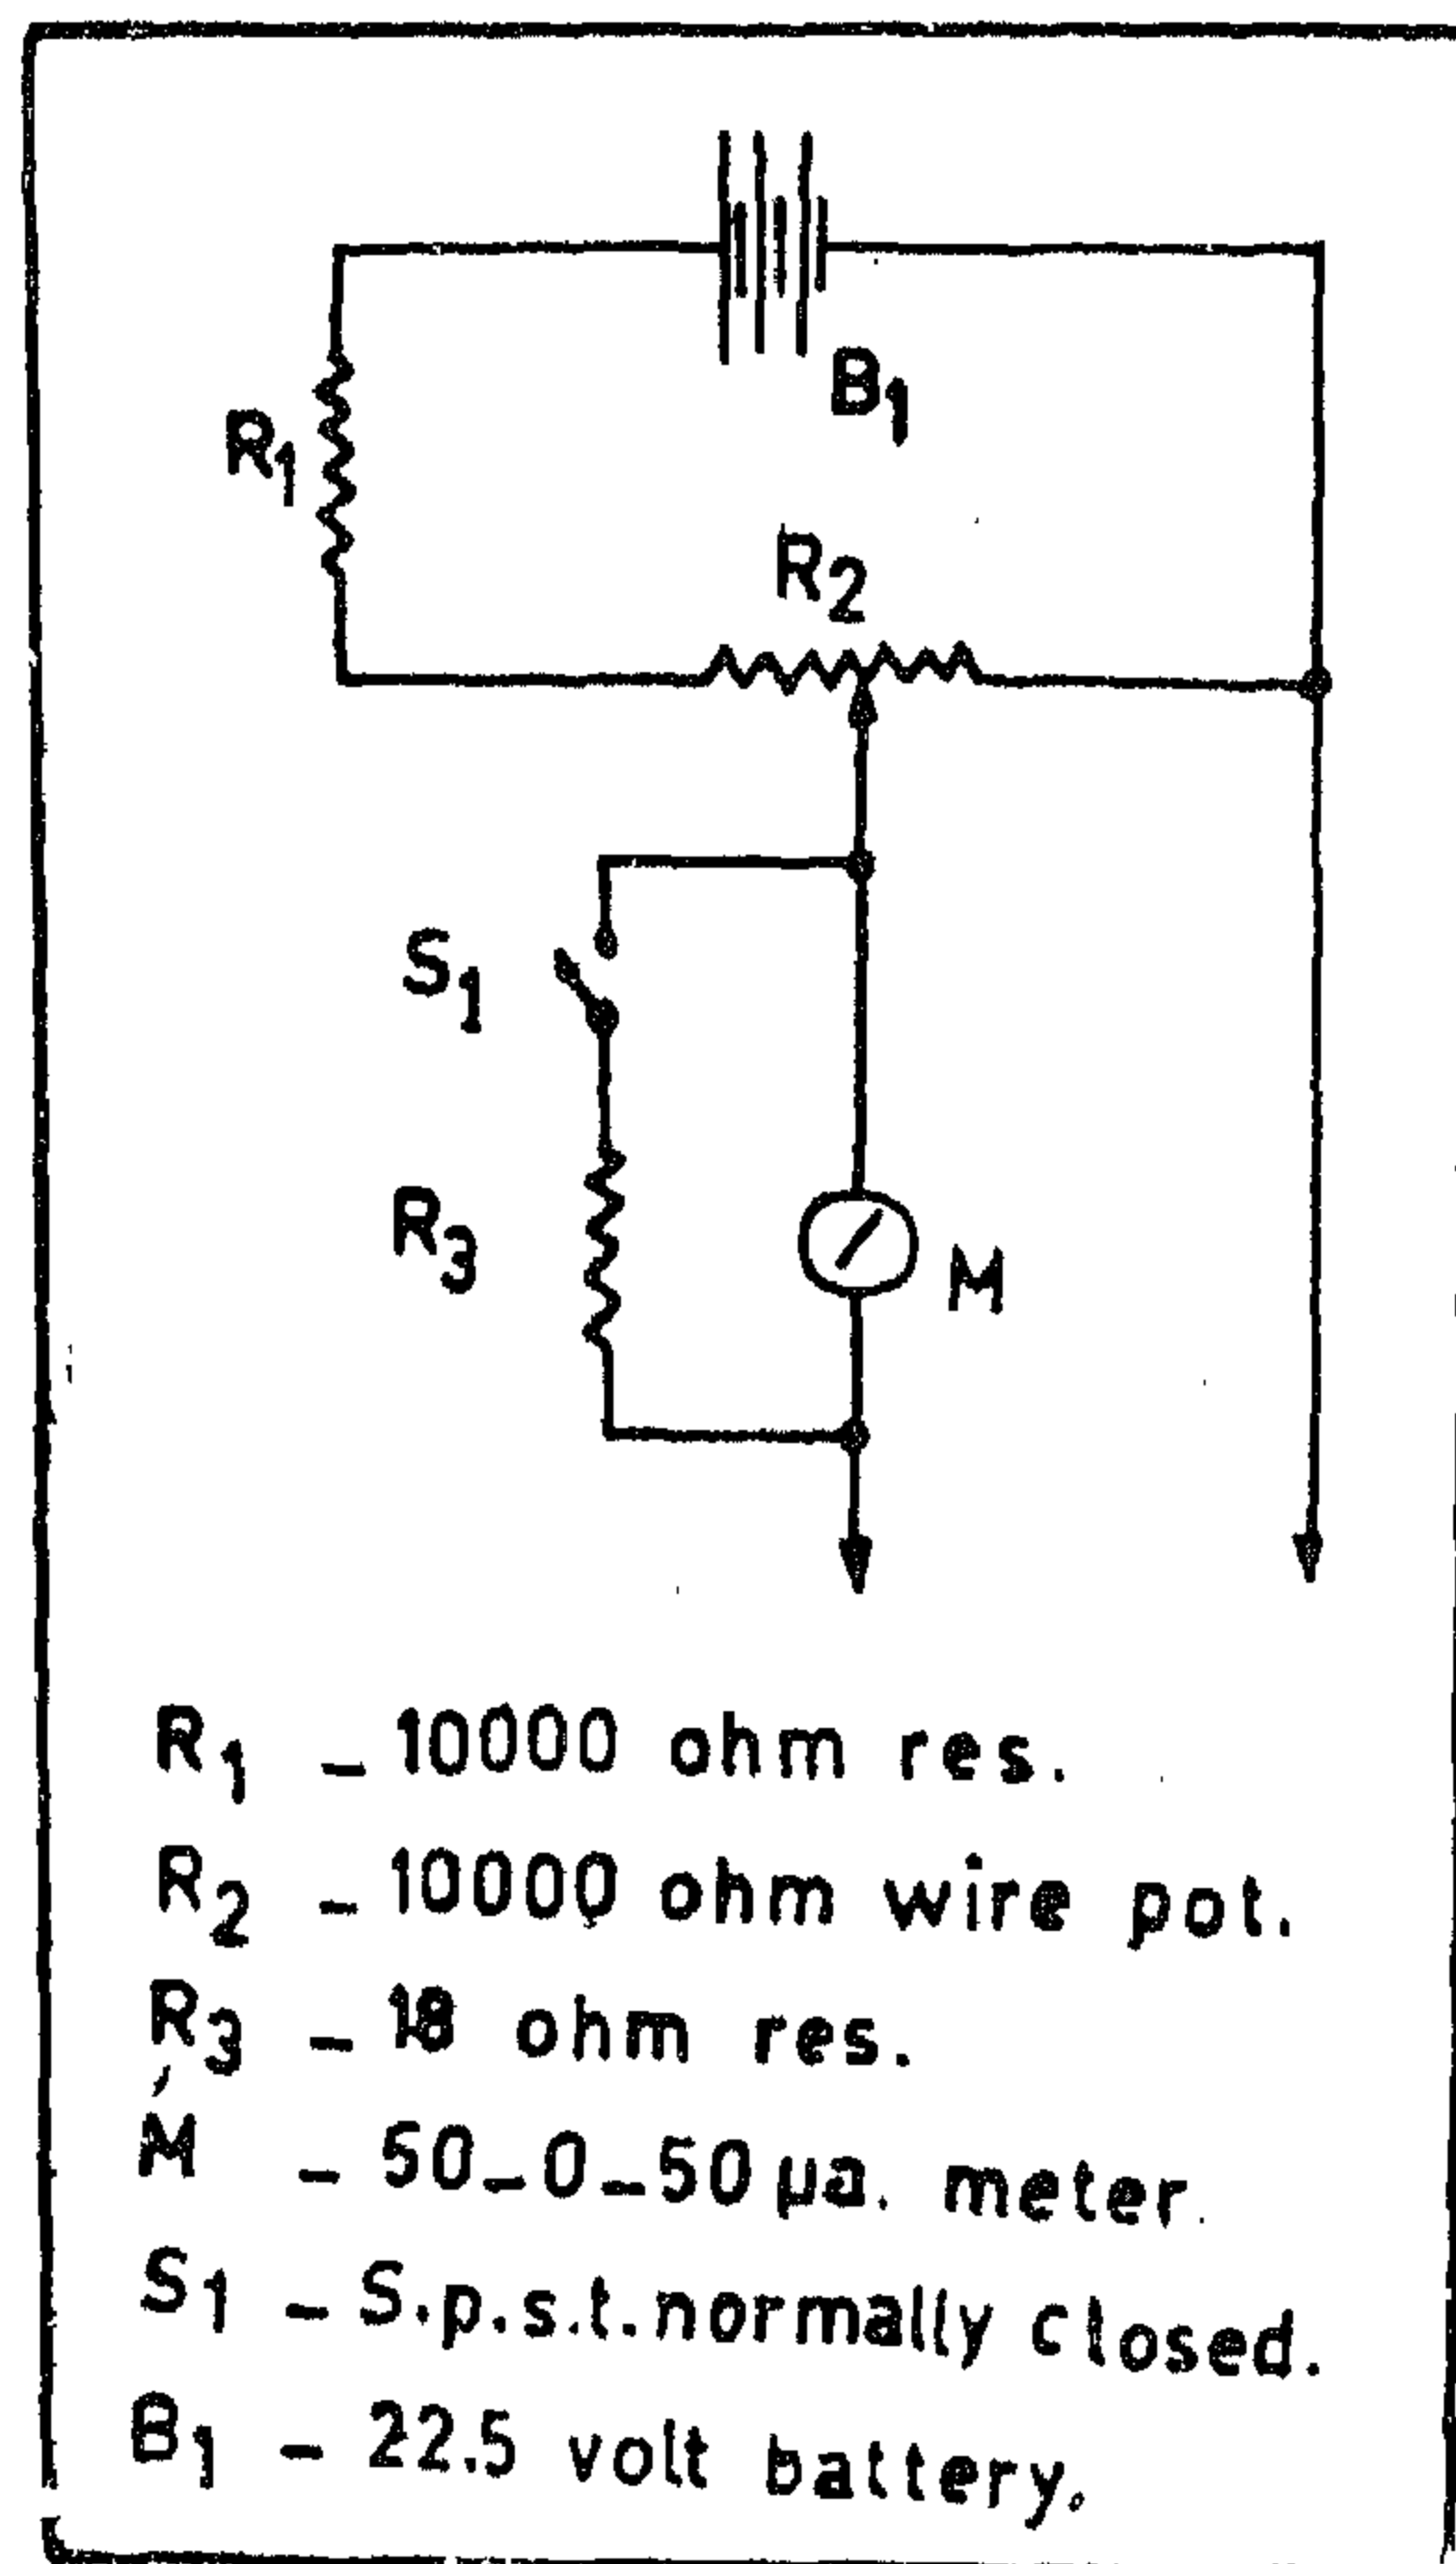 B1
R1
R2
S1
R3
M
R1 - 10000 ohm res.
R2 - 10000 ohm wire pot.
R3 - 18 ohm res.
M - 50-0-50 μa. meter.
S1 - S.p.s.t. normally closed.
B1 - 22.5 volt battery.